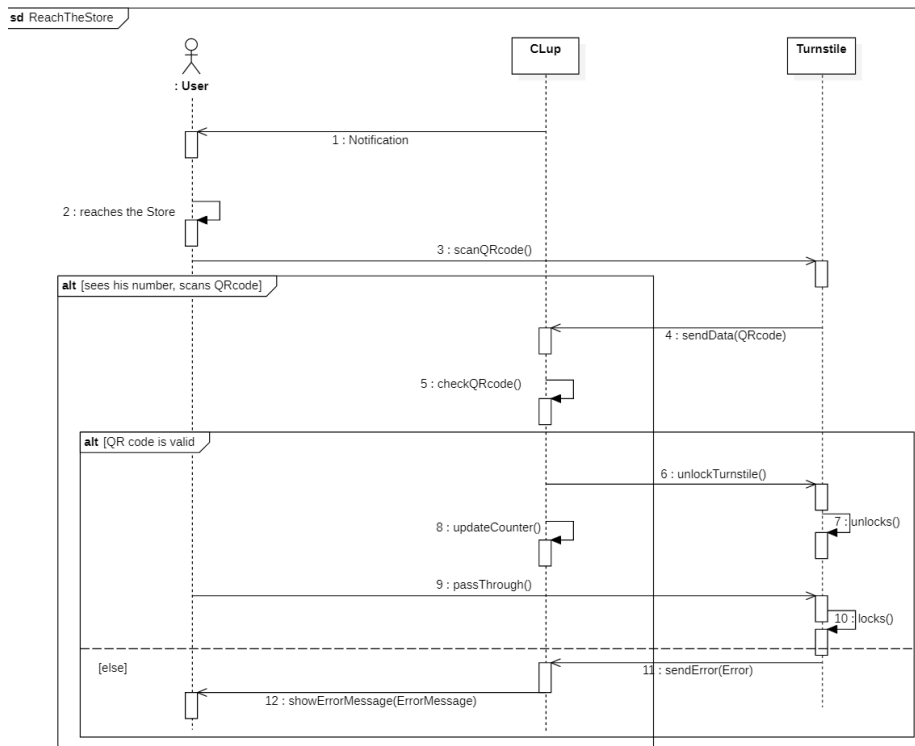 sd ReachTheStore
CLup
Turnstile
: User
1 : Notification
2 : reaches the Store
3 : scanQRcode()
alt [sees his number, scans QRcode]
4 : sendData(QRcode)
5 : checkQRcode()
alt [QR code is valid
6 : unlockTurnstile()
7 : unlocks()
8 : updateCounter()
9 : passThrough()
10 : locks()
[else]
11 : sendError(Error)
12 : showErrorMessage(ErrorMessage)